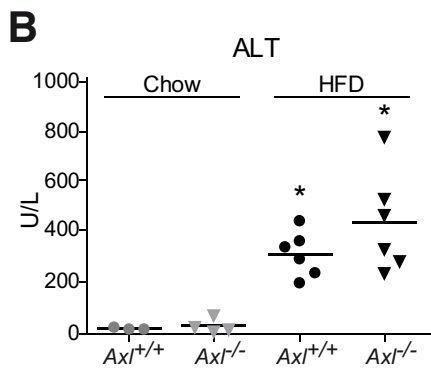 B
ALT
Chow HFD
1000
800
600
400
200
0
U/L
*
*
Axl+/+ Axl-/- Axl+/+ Axl-/-